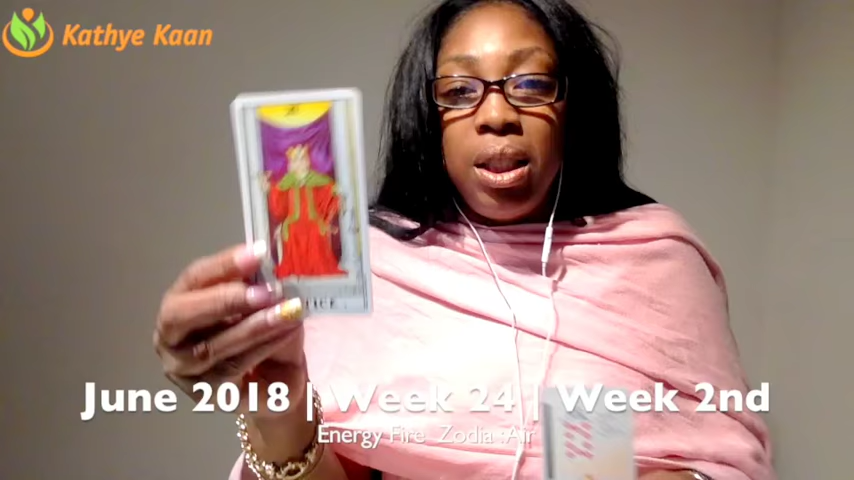 Kathye Kaan
June 2018 | Week 24 | Week 2nd
Energy Fire Zodia :Air